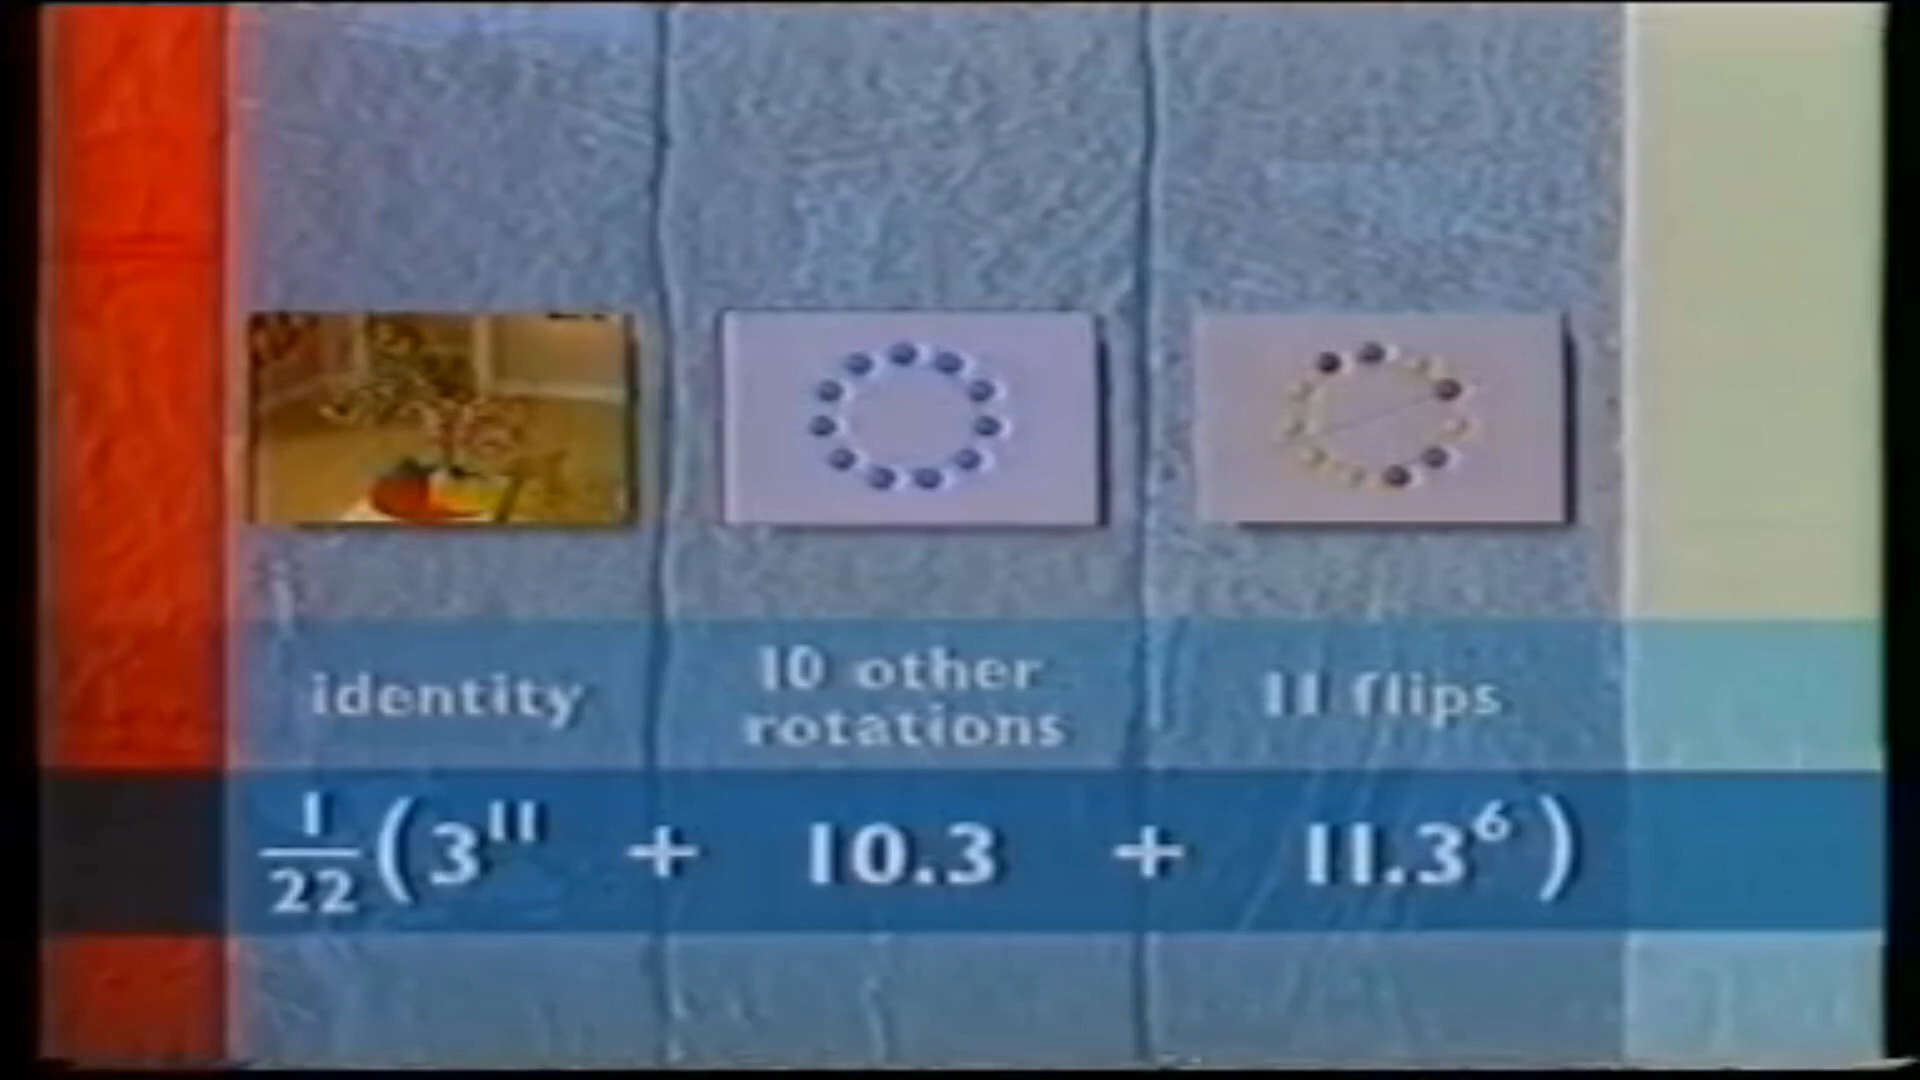 identity
10 other
rotations
11 flips
1/22 (3¹¹ + 10.3 + 11.3⁶)